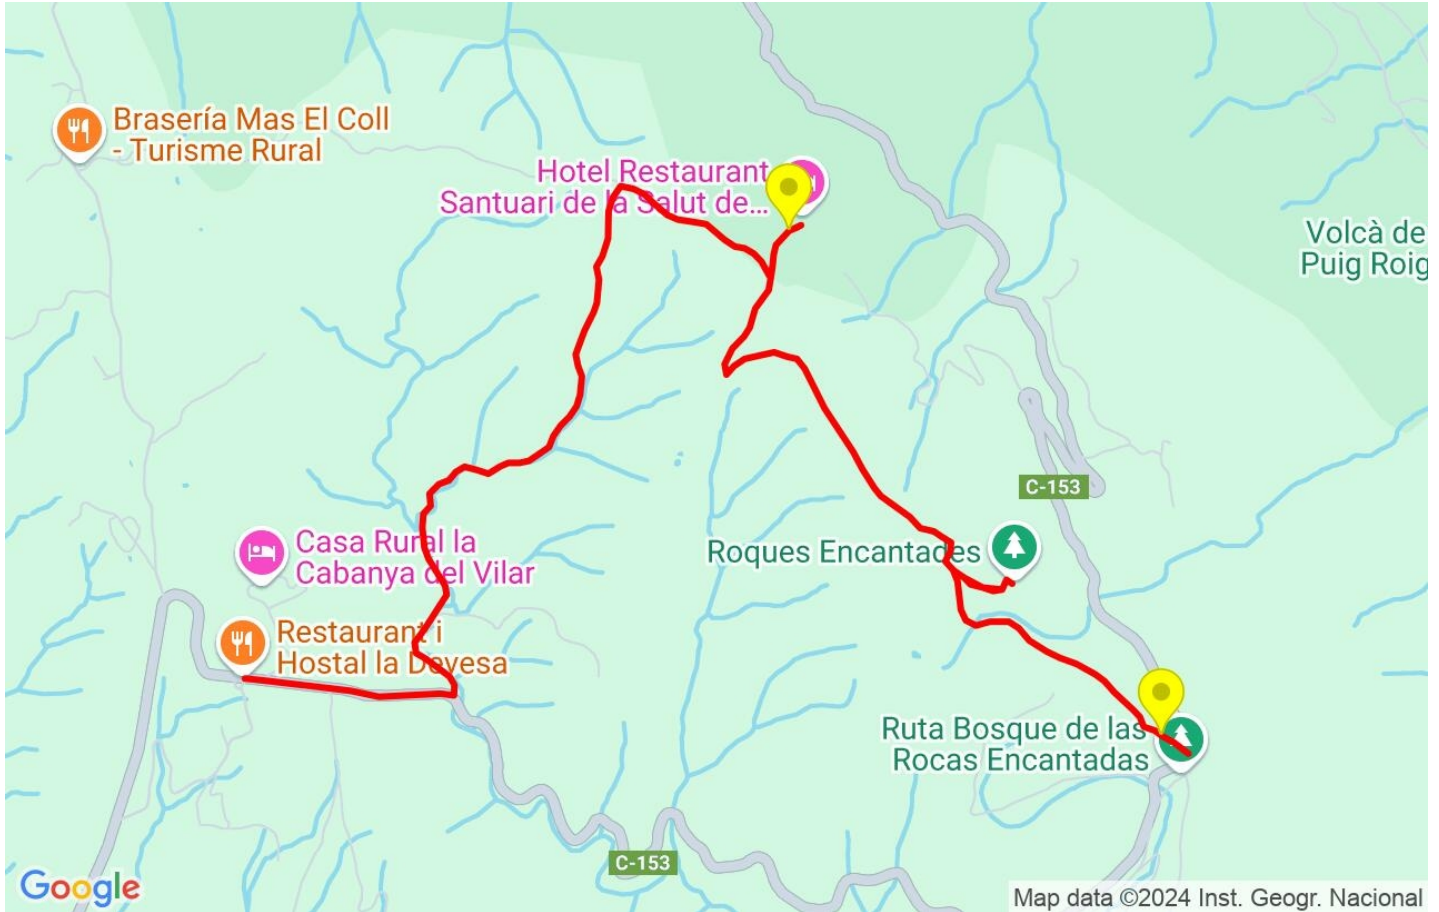 Brasería Mas El Coll
- Turisme Rural
Hotel Restaurant
Santuari de la Salut de...
Volcà de
Puig Roig
C-153
Roques Encantades
Casa Rural la
Cabanya del Vilar
Restaurant i
Hostal la Devesa
Ruta Bosque de las
Rocas Encantadas
C-153
Google
Map data ©2024 Inst. Geogr. Nacional